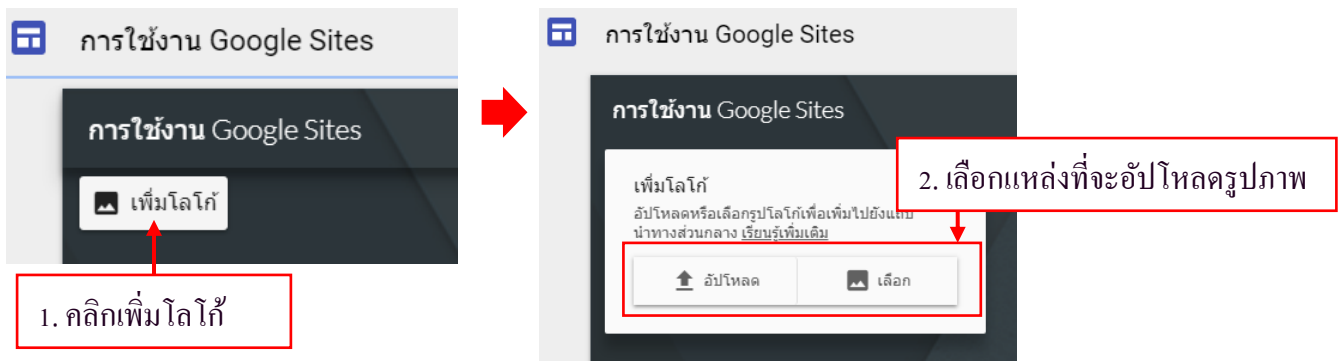 การใช้งาน Google Sites
การใช้งาน Google Sites
เพิ่มโลโก้
1. คลิกเพิ่มโลโก้
การใช้งาน Google Sites
การใช้งาน Google Sites
2. เลือกแหล่งที่จะอัปโหลดรูปภาพ
เพิ่มโลโก้
อัปโหลดหรือเลือกรูปโลโก้เพื่อเพิ่มไปยังแถบ
นำทางส่วนกลาง เรียนรู้เพิ่มเติม
อัปโหลด เลือก